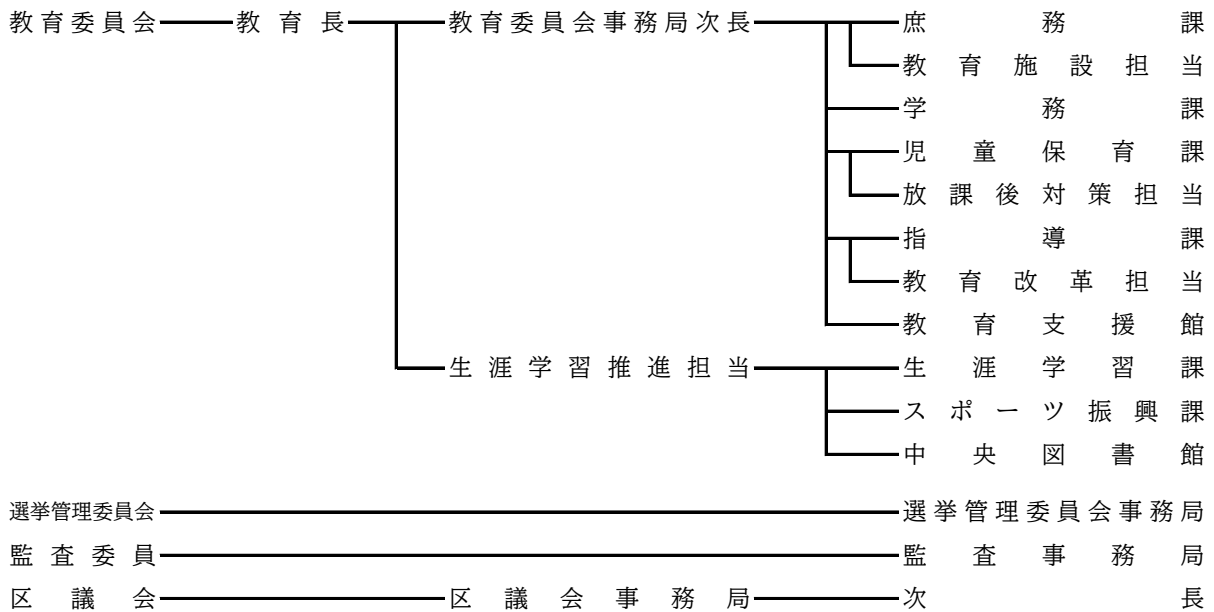 教育委員会 教育長 教育委員会事務局次長 庶務課
教育施設担当
学務課
児童保育課
放課後対策担当
指導課
教育改革担当
教育支援館
生涯学習推進担当 生涯学習課
スポーツ振興課
中央図書館
選挙管理委員会 選挙管理委員会事務局
監査委員 監査事務局
区議会 区議会事務局 次長